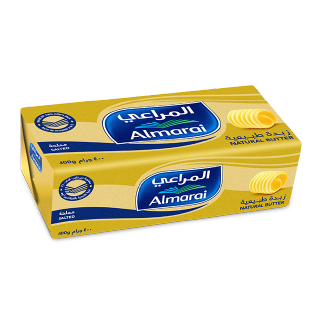 المراعي
Almarai
زبدة طبيعية
NATURAL BUTTER
مملحة
SALTED
400g ٤٠٠ جرام
المراعي
Almarai
زبدة طبيعية
NATURAL BUTTER
مملحة
SALTED
400g ٤٠٠ جرام